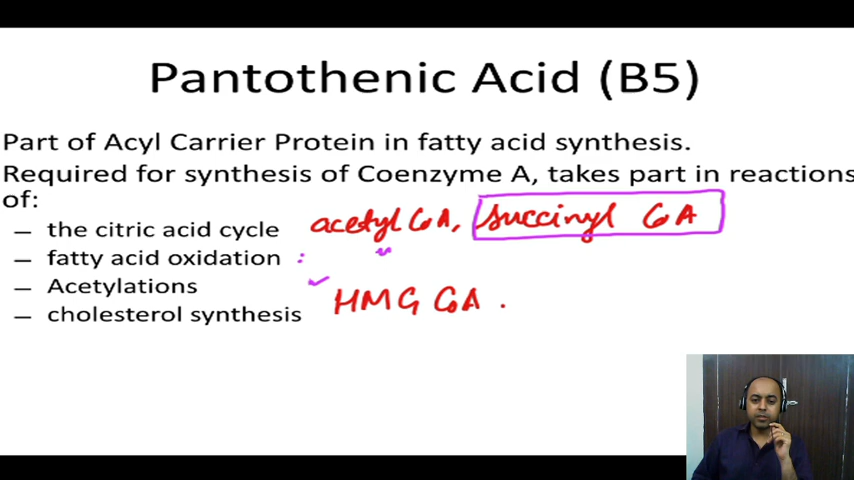 Pantothenic Acid (B5)
Part of Acyl Carrier Protein in fatty acid synthesis.
Required for synthesis of Coenzyme A, takes part in reactions
of:
– the citric acid cycle acetyl CoA, Succinyl CoA
– fatty acid oxidation :
– Acetylations
– cholesterol synthesis HMG CoA .